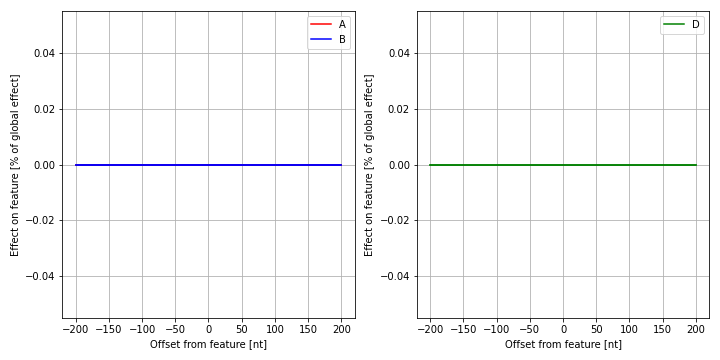 A
B
0.04
0.02
0.00
−0.02
−0.04
Effect on feature [% of global effect]
−200 −150 −100 −50 0 50 100 150 200
Offset from feature [nt]
D
0.04
0.02
0.00
−0.02
−0.04
Effect on feature [% of global effect]
−200 −150 −100 −50 0 50 100 150 200
Offset from feature [nt]